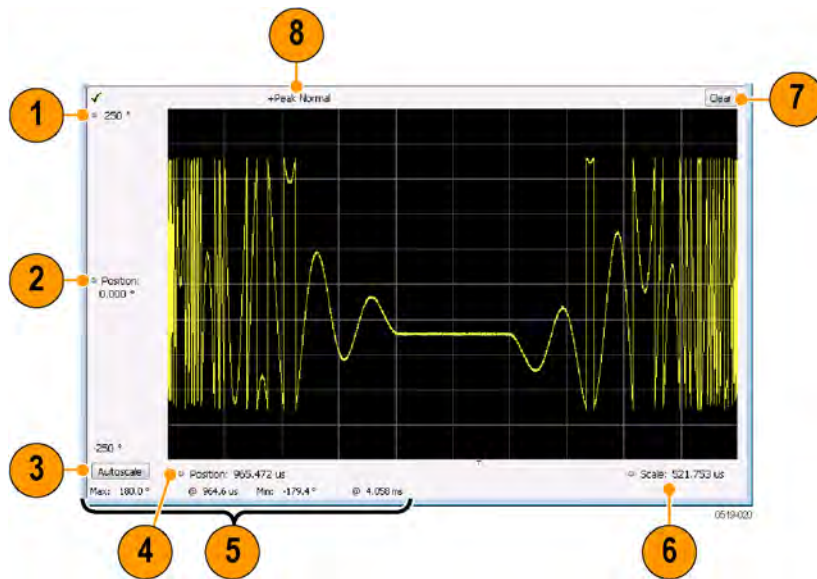 8
+Peak Normal
Clear
7
1
250 °
2
Position:
0.000 °
-250 °
3
Autoscale
Position: 965.472 us
Scale: 521.753 us
Max: 180.0 ° @ 964.6 us Min: -179.4 ° @ 4.058 ms
0519-020
4
5
6